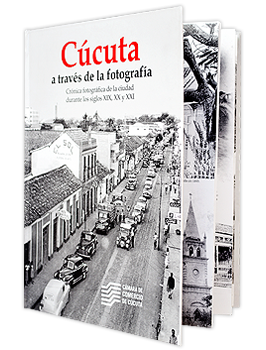 Cúcuta
a través de la fotografía
Crónica fotográfica de la ciudad
durante los siglos XIX, XX y XXI
CÁMARA DE
COMERCIO
DE CÚCUTA